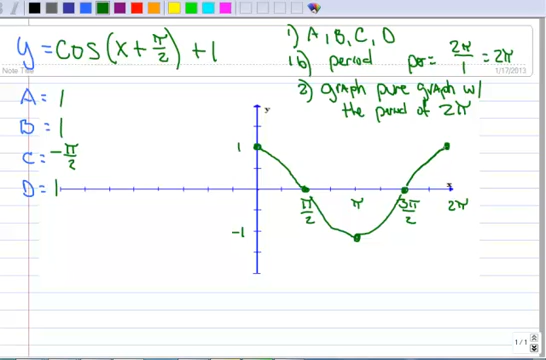 y = cos(x + π/2) + 1
1) A, B, C, D
1b) period per = 2π/1 = 2π
2) graph pure graph w/
the period of 2π
Note Title
1/17/2013
A = 1
B = 1
C = -π/2
D = 1
y
1
x
π/2 π 3π/2 2π
-1
1/1